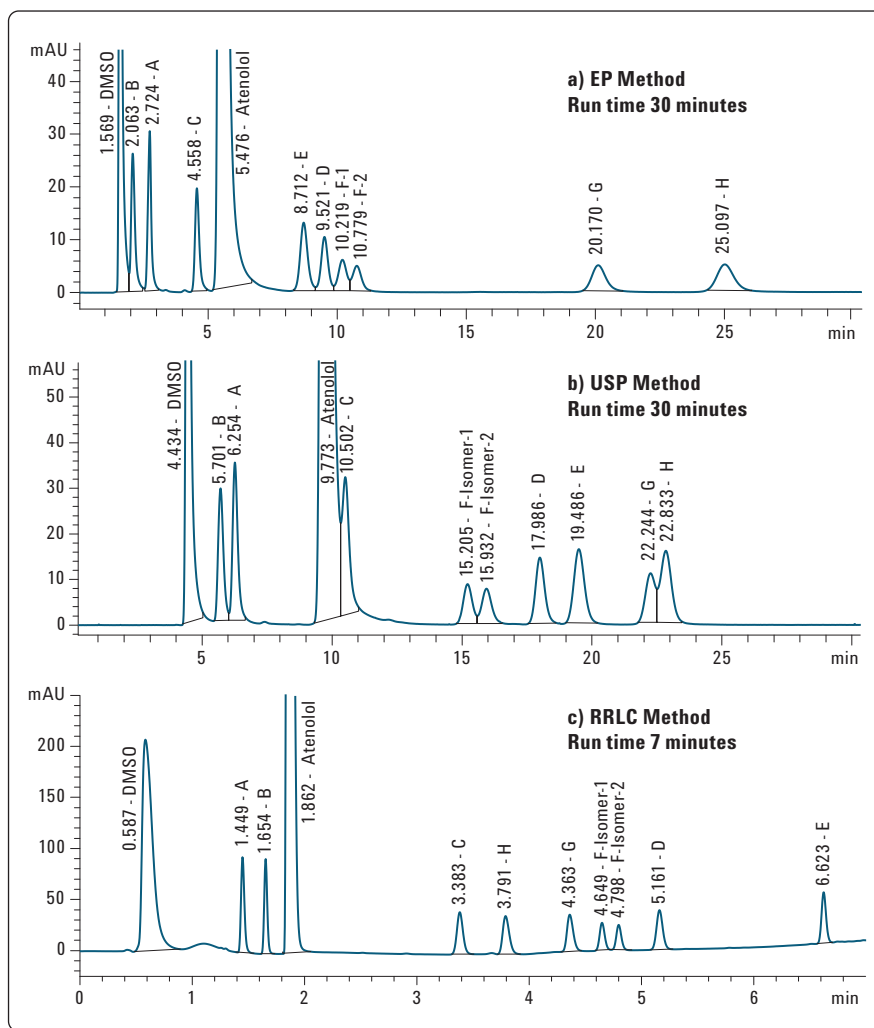 mAU
a) EP Method
Run time 30 minutes
1.569 - DMSO
2.063 - B
2.724 - A
4.558 - C
5.476 - Atenolol
8.712 - E
9.521 - D
10.219 - F-1
10.779 - F-2
20.170 - G
25.097 - H
40
30
20
10
0
5
10
15
20
25
min
mAU
b) USP Method
Run time 30 minutes
4.434 - DMSO
5.701 - B
6.254 - A
9.773 - Atenolol
10.502 - C
15.205 - F-Isomer-1
15.932 - F-Isomer-2
17.986 - D
19.486 - E
22.244 - G
22.833 - H
50
40
30
20
10
0
5
10
15
20
25
min
mAU
c) RRLC Method
Run time 7 minutes
0.587 - DMSO
1.449 - A
1.654 - B
1.862 - Atenolol
3.383 - C
3.791 - H
4.363 - G
4.649 - F-Isomer-1
4.798 - F-Isomer-2
5.161 - D
6.623 - E
200
150
100
50
0
0
1
2
3
4
5
6
min